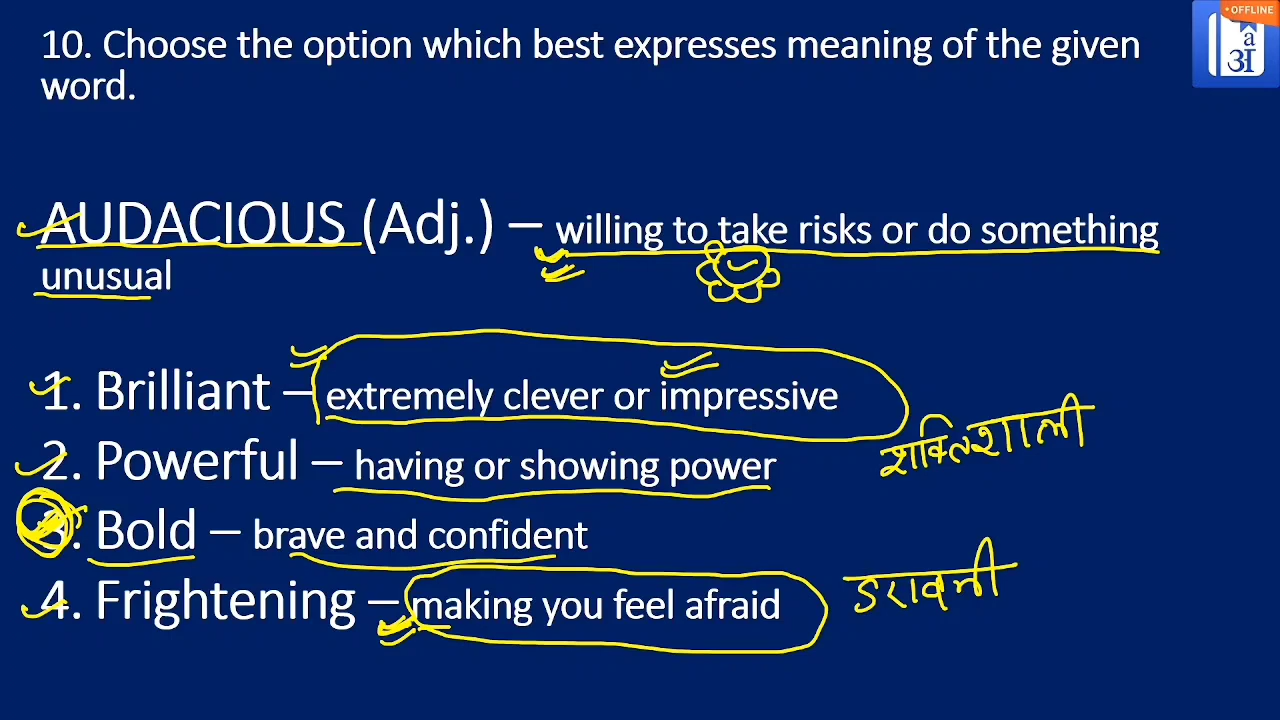 • OFFLINE
a
अ
10. Choose the option which best expresses meaning of the given
word.
AUDACIOUS (Adj.) – willing to take risks or do something
unusual
1. Brilliant – extremely clever or impressive
2. Powerful – having or showing power
शक्तिशाली
3. Bold – brave and confident
4. Frightening – making you feel afraid
डरावनी